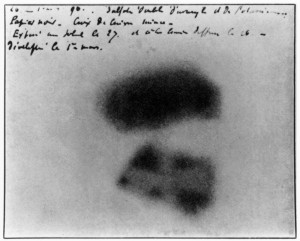 96. Sulfate double d'uranyle et de Potassium
Papier noir. Croix de Cuivre mince -
Exposé au soleil le 27. et à la lumière diffuse le 26 -
Développé le 1er mars.